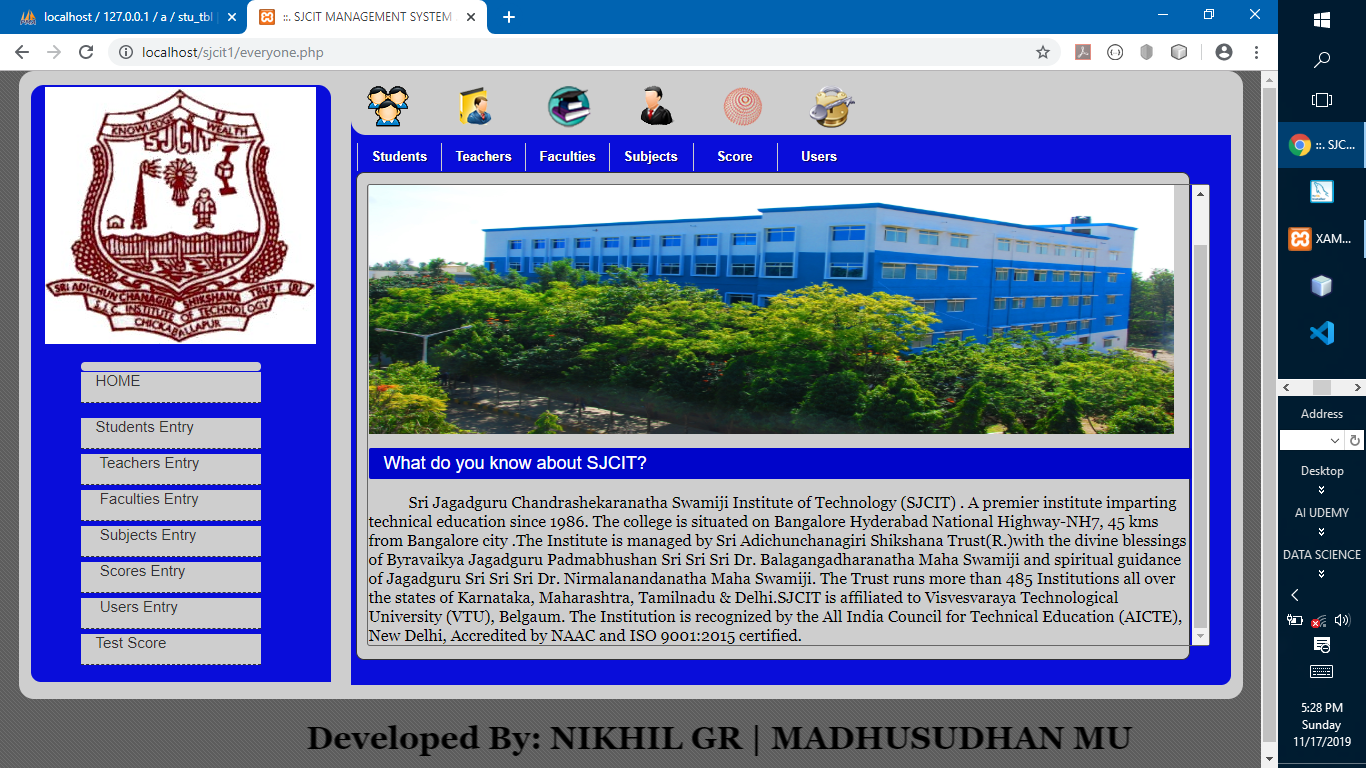 localhost / 127.0.0.1 / a / stu_tbl
::. SJCIT MANAGEMENT SYSTEM
localhost/sjcit1/everyone.php
V T U
KNOWLEDGE & WEALTH
SJCIT
SRI ADICHUNCHANAGIRI SHIKSHANA TRUST (R)
S.J.C. INSTITUTE OF TECHNOLOGY
CHICKABALLAPUR
HOME
Students Entry
Teachers Entry
Faculties Entry
Subjects Entry
Scores Entry
Users Entry
Test Score
Students Teachers Faculties Subjects Score Users
What do you know about SJCIT?
Sri Jagadguru Chandrashekaranatha Swamiji Institute of Technology (SJCIT) . A premier institute imparting
technical education since 1986. The college is situated on Bangalore Hyderabad National Highway-NH7, 45 kms
from Bangalore city .The Institute is managed by Sri Adichunchanagiri Shikshana Trust(R.)with the divine blessings
of Byravaikya Jagadguru Padmabhushan Sri Sri Sri Dr. Balagangadharanatha Maha Swamiji and spiritual guidance
of Jagadguru Sri Sri Sri Dr. Nirmalanandanatha Maha Swamiji. The Trust runs more than 485 Institutions all over
the states of Karnataka, Maharashtra, Tamilnadu & Delhi.SJCIT is affiliated to Visvesvaraya Technological
University (VTU), Belgaum. The Institution is recognized by the All India Council for Technical Education (AICTE),
New Delhi, Accredited by NAAC and ISO 9001:2015 certified.
Developed By: NIKHIL GR | MADHUSUDHAN MU
::. SJC...
XAM...
Address
Desktop
AI UDEMY
DATA SCIENCE
5:28 PM
Sunday
11/17/2019